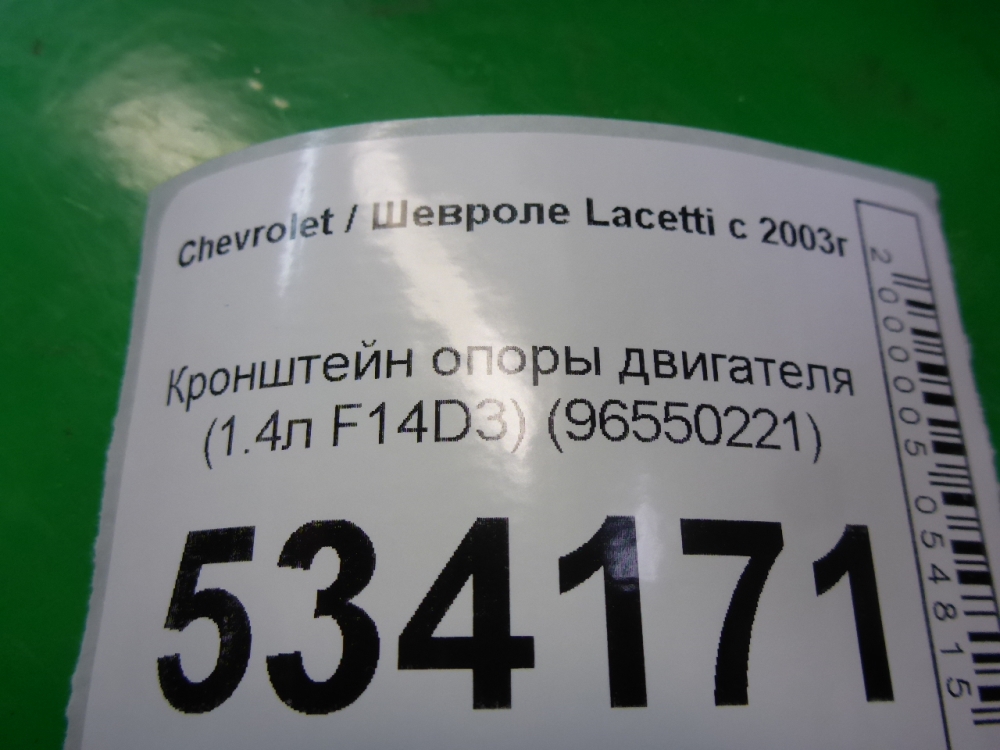 Chevrolet / Шевроле Lacetti с 2003г
Кронштейн опоры двигателя
(1.4л F14D3) (96550221)
534171
2000005054815